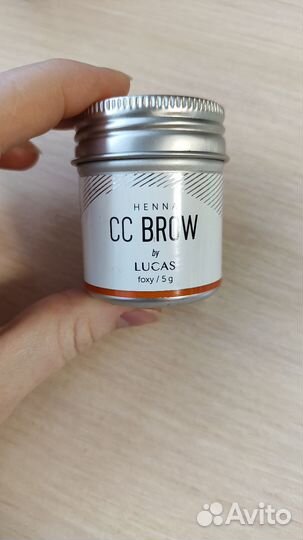 HENNA
CC BROW
by
LUCAS
foxy / 5 g
Avito